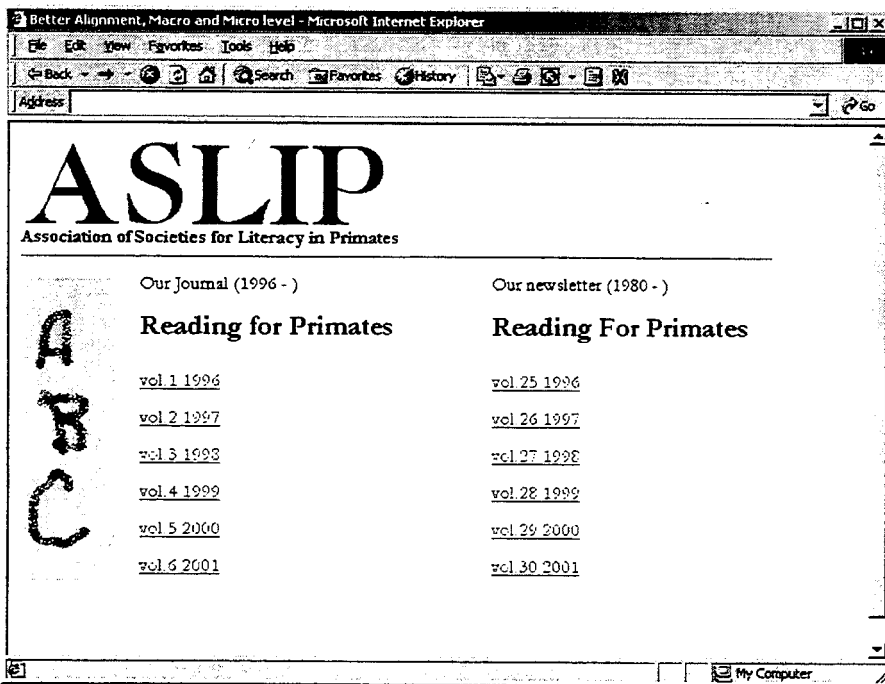 Better Alignment, Macro and Micro level - Microsoft Internet Explorer
File Edit View Favorites Tools Help
Back Search Favorites History
Address Go
ASLIP
Association of Societies for Literacy in Primates
A
B
C
Our Journal (1996 - )
Reading for Primates
vol.1 1996
vol.2 1997
vol.3 1998
vol.4 1999
vol.5 2000
vol.6 2001
Our newsletter (1980 - )
Reading For Primates
vol.25 1996
vol.26 1997
vol.27 1998
vol.28 1999
vol.29 2000
vol.30 2001
My Computer